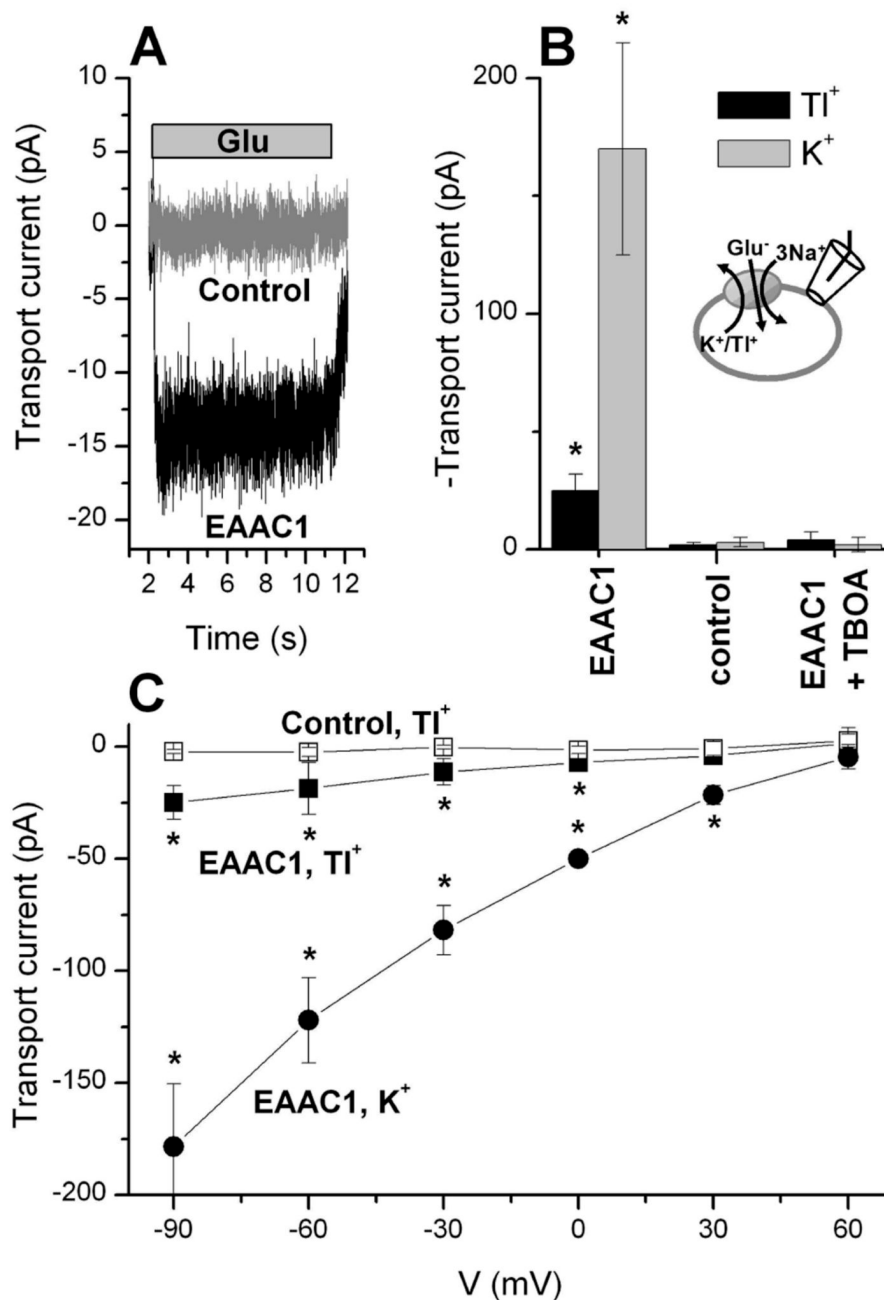 A
Transport current (pA)
10
5
0
-5
-10
-15
-20
Glu
Control
EAAC1
2 4 6 8 10 12
Time (s)
B
-Transport current (pA)
200
100
0
*
*
Tl⁺
K⁺
Glu⁻
3Na⁺
K⁺/Tl⁺
EAAC1
control
EAAC1
+ TBOA
C
Transport current (pA)
0
-50
-100
-150
-200
Control, Tl⁺
* * * *
EAAC1, Tl⁺
* * * * *
EAAC1, K⁺
-90 -60 -30 0 30 60
V (mV)